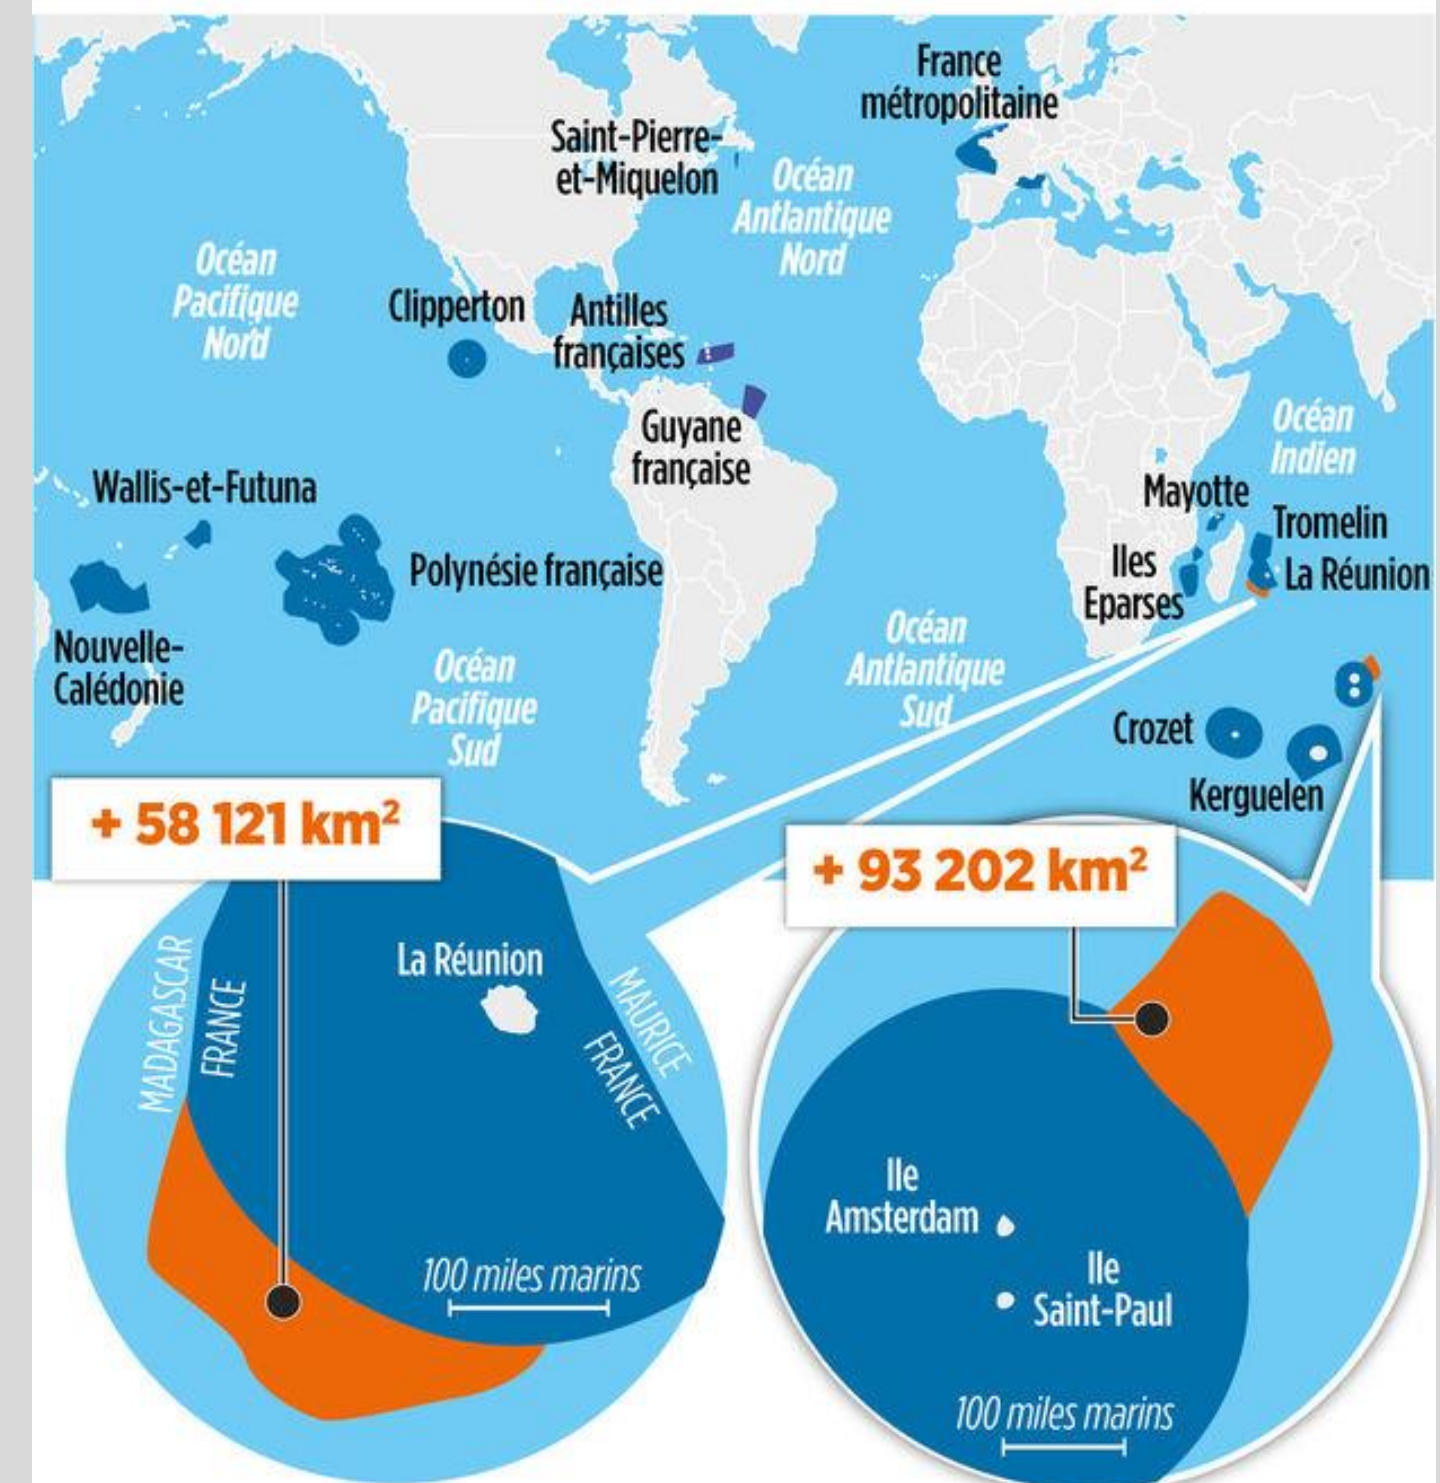 France
métropolitaine
Saint-Pierre-
et-Miquelon
Océan
Antlantique
Nord
Océan
Pacifique
Nord
Clipperton
Antilles
françaises
Guyane
française
Océan
Indien
Wallis-et-Futuna
Mayotte
Tromelin
Iles
Eparses
La Réunion
Polynésie française
Nouvelle-
Calédonie
Océan
Pacifique
Sud
Océan
Antlantique
Sud
Crozet
Kerguelen
+ 58 121 km²
+ 93 202 km²
MADAGASCAR
FRANCE
La Réunion
MAURICE
FRANCE
100 miles marins
Ile
Amsterdam
Ile
Saint-Paul
100 miles marins